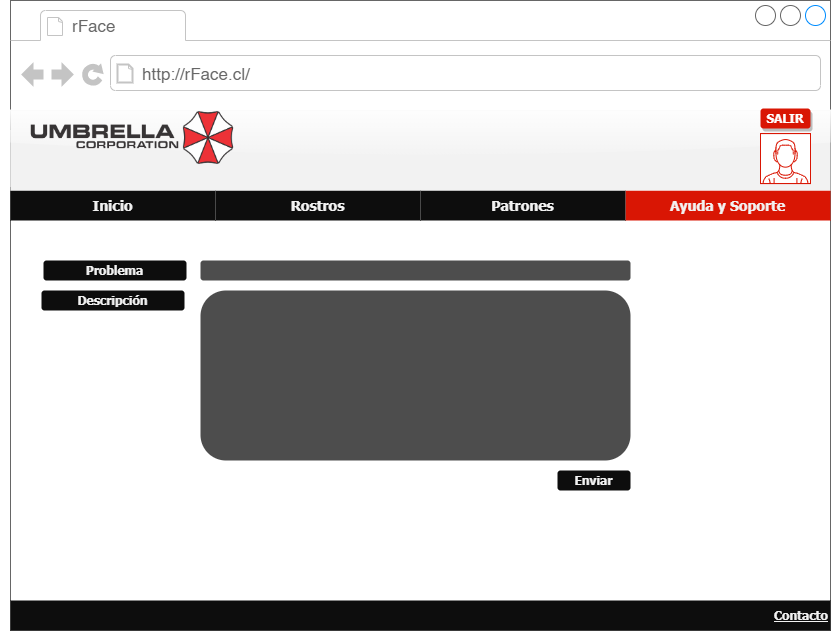 rFace
http://rFace.cl/
UMBRELLA
CORPORATION
SALIR
Inicio Rostros Patrones Ayuda y Soporte
Problema
Descripción
Enviar
Contacto